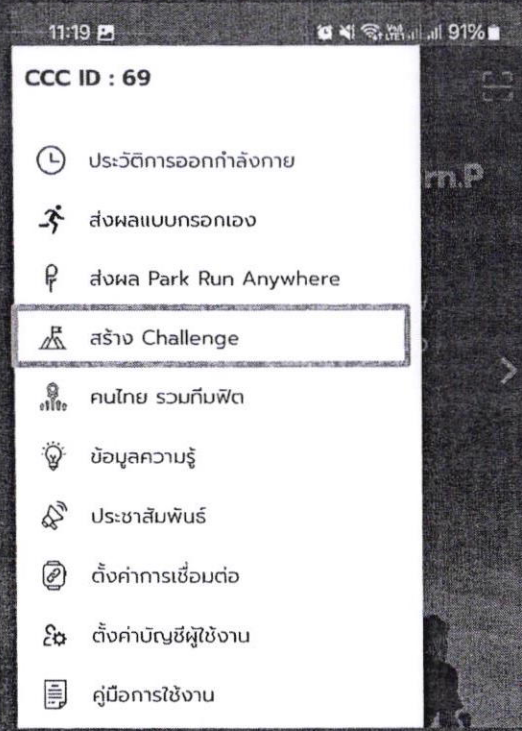 11:19
91%
CCC ID : 69
rn.P
ประวัติการออกกำลังกาย
ส่งผลแบบกรอกเอง
ส่งผล Park Run Anywhere
สร้าง Challenge
คนไทย รวมทีมฟิต
ข้อมูลความรู้
ประชาสัมพันธ์
ตั้งค่าการเชื่อมต่อ
ตั้งค่าบัญชีผู้ใช้งาน
คู่มือการใช้งาน